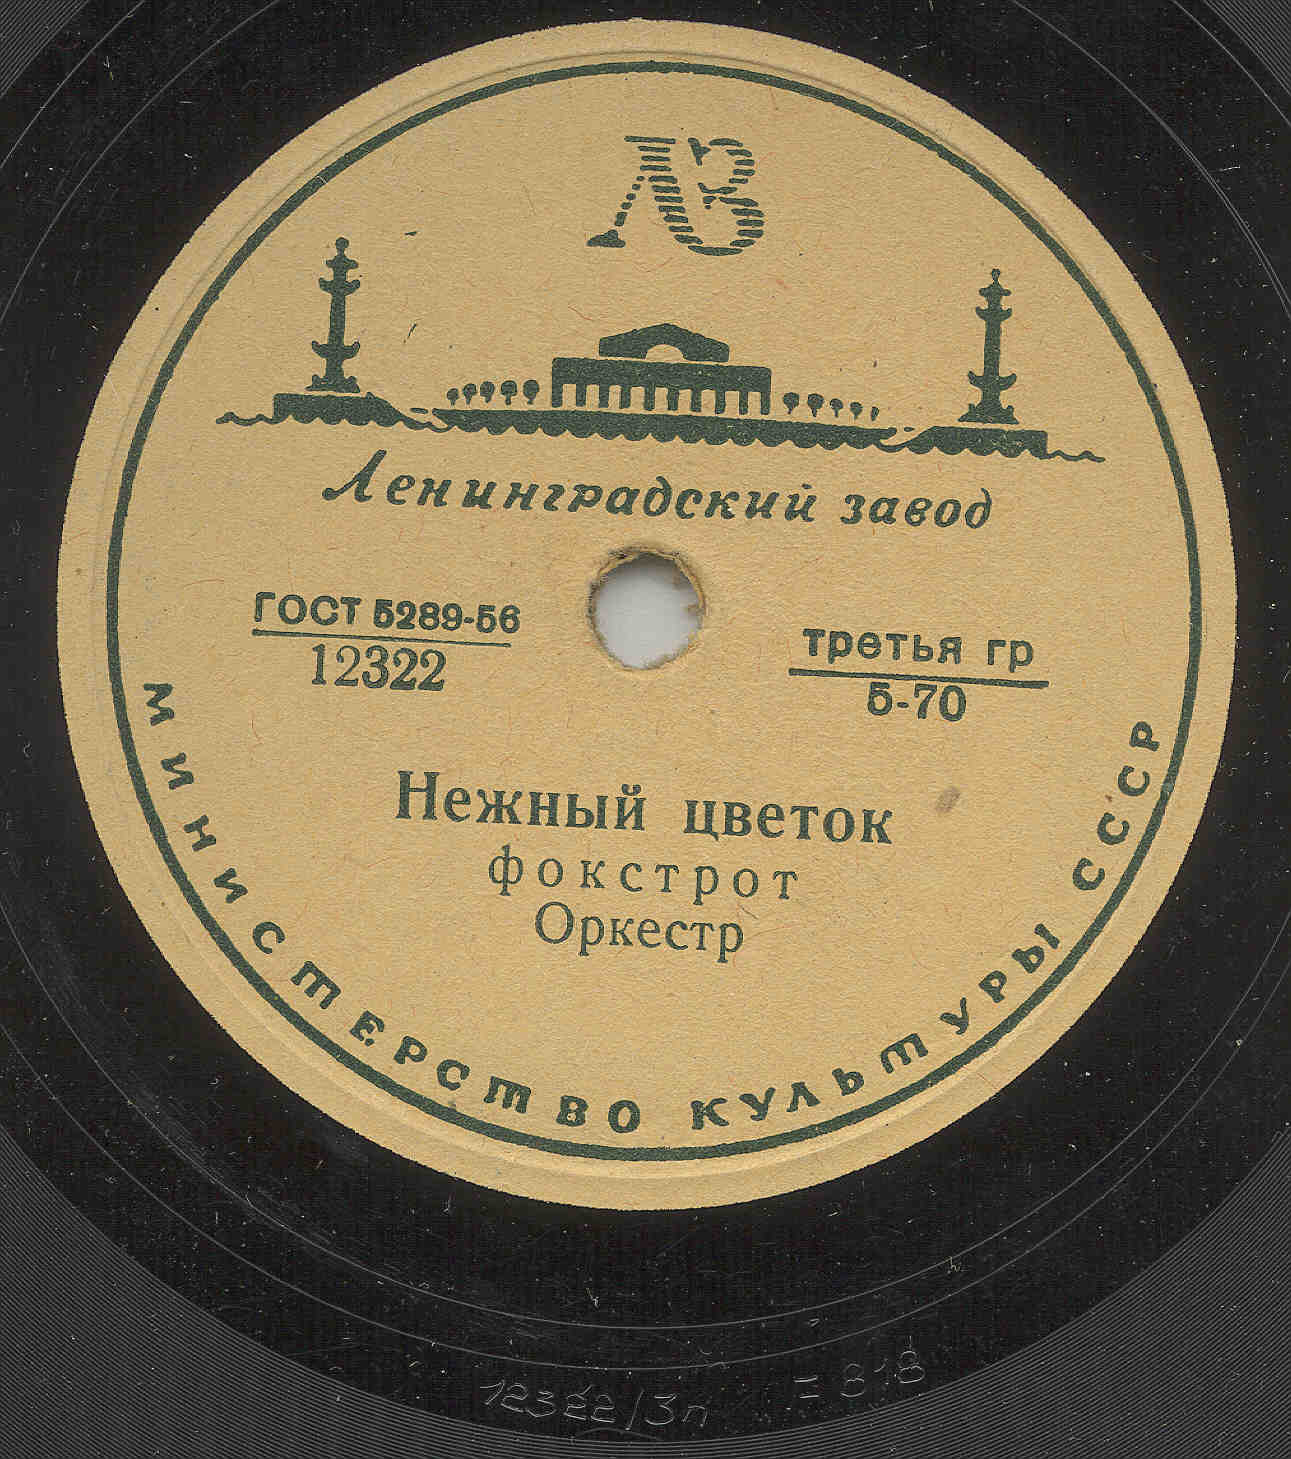 ЛЗ
Ленинградский завод
ГОСТ 5289-56
12322
третья гр
5-70
Нежный цветок
фокстрот
Оркестр
МИНИСТЕРСТВО КУЛЬТУРЫ СССР
12322/3п = 818